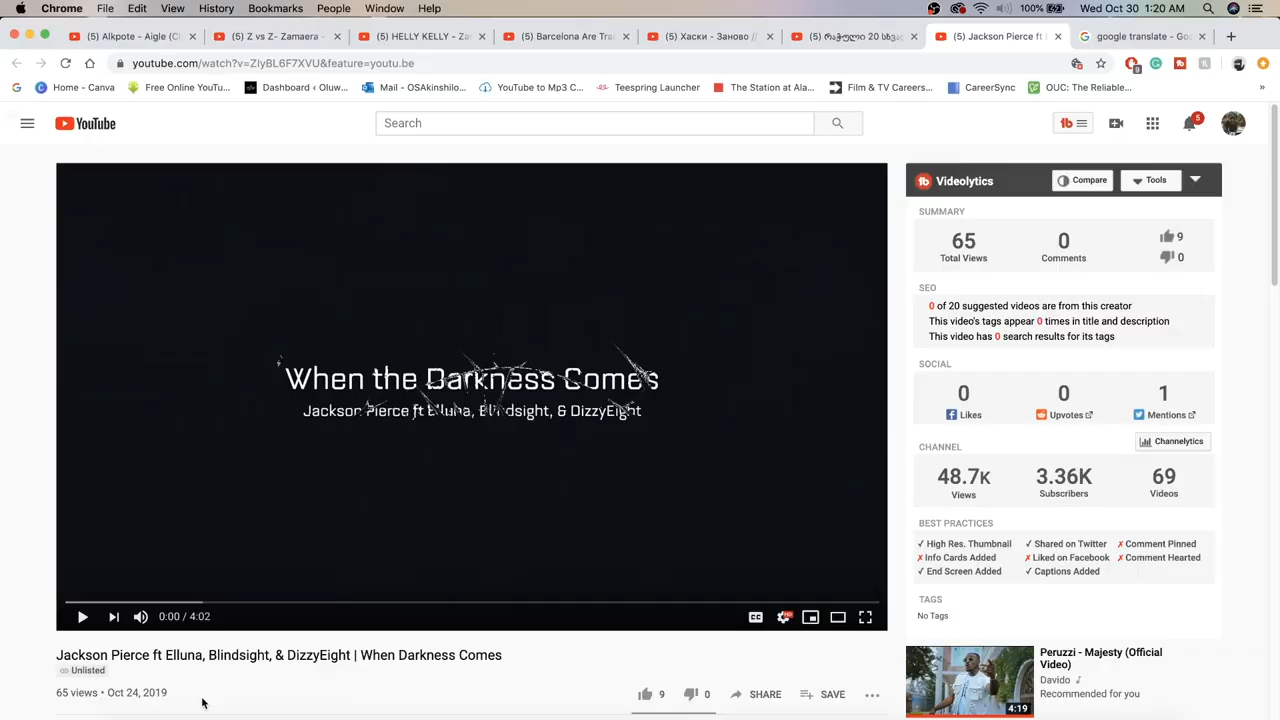 Chrome File Edit View History Bookmarks People Window Help 100% Wed Oct 30 1:20 AM
(5) Alkpote - Aigle (C (5) Z vs Z- Zamaera - (5) HELLY KELLY - Za (5) Barcelona Are Tra (5) Хаски - Заново // (5) Jackson Pierce ft E google translate - Goo
youtube.com/watch?v=ZIyBL6F7XVU&feature=youtu.be 9
Home - Canva Free Online YouTu... Dashboard ‹ Oluw... Mail - OSAkinshilo... YouTube to Mp3 C... Teespring Launcher The Station at Ala... Film & TV Careers... CareerSync OUC: The Reliable... »
YouTube Search tb 5
When the Darkness Comes
Jackson Pierce ft Elluna, Blindsight, & DizzyEight
0:00 / 4:02 CC HD
Jackson Pierce ft Elluna, Blindsight, & DizzyEight | When Darkness Comes
Unlisted
65 views • Oct 24, 2019
9 0 SHARE SAVE
tb Videolytics Compare Tools
SUMMARY
65 0 9
Total Views Comments 0
SEO
0 of 20 suggested videos are from this creator
This video's tags appear 0 times in title and description
This video has 0 search results for its tags
SOCIAL
0 0 1
Likes Upvotes Mentions
CHANNEL Channelytics
48.7K 3.36K 69
Views Subscribers Videos
BEST PRACTICES
✓ High Res. Thumbnail ✓ Shared on Twitter ✗ Comment Pinned
✗ Info Cards Added ✗ Liked on Facebook ✗ Comment Hearted
✓ End Screen Added ✓ Captions Added
TAGS
No Tags
Peruzzi - Majesty (Official
Video)
Davido
Recommended for you
4:19